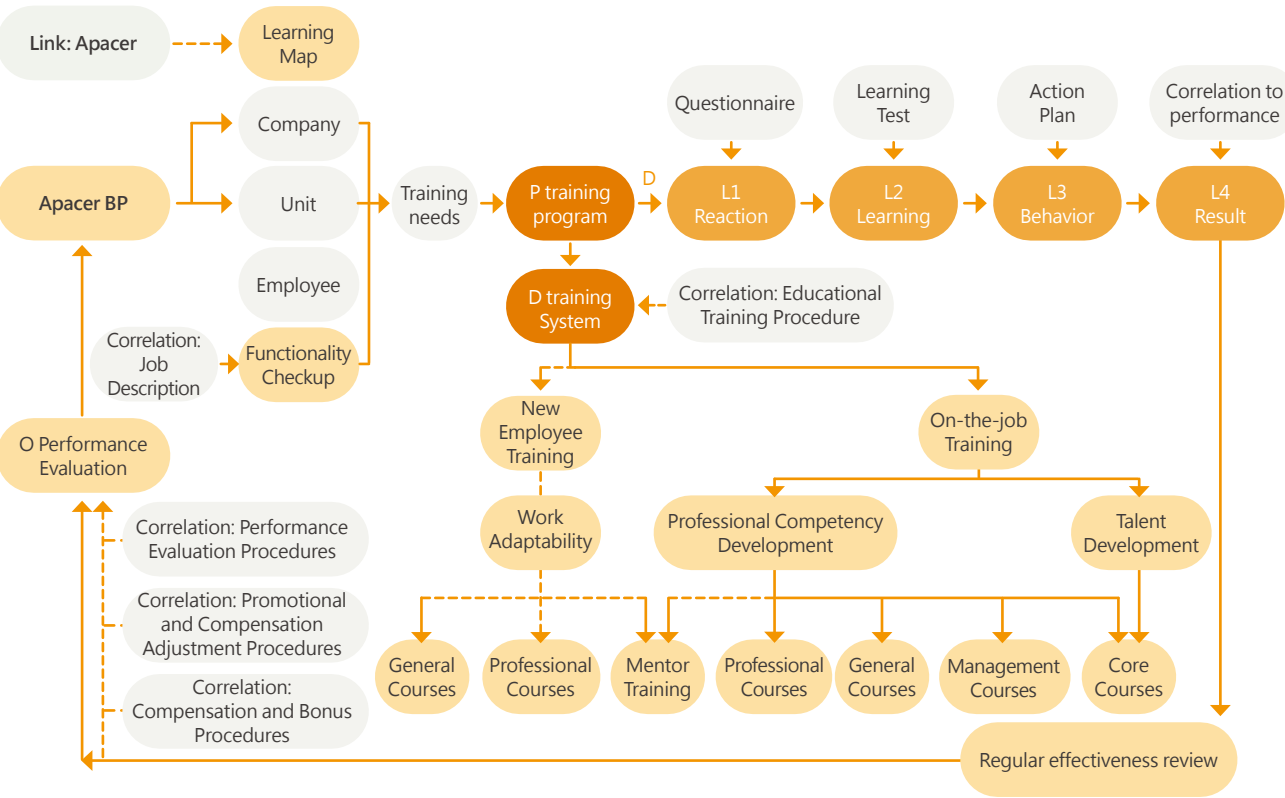 Link: Apacer
Learning
Map
Company
Apacer BP
Unit
Employee
Correlation:
Job
Description
Functionality
Checkup
Training
needs
P training
program
D
Questionnaire
L1
Reaction
Learning
Test
L2
Learning
Action
Plan
L3
Behavior
Correlation to
performance
L4
Result
D training
System
Correlation: Educational
Training Procedure
New
Employee
Training
On-the-job
Training
O Performance
Evaluation
Work
Adaptability
Professional Competency
Development
Talent
Development
Correlation: Performance
Evaluation Procedures
Correlation: Promotional
and Compensation
Adjustment Procedures
Correlation:
Compensation and Bonus
Procedures
General
Courses
Professional
Courses
Mentor
Training
Professional
Courses
General
Courses
Management
Courses
Core
Courses
Regular effectiveness review